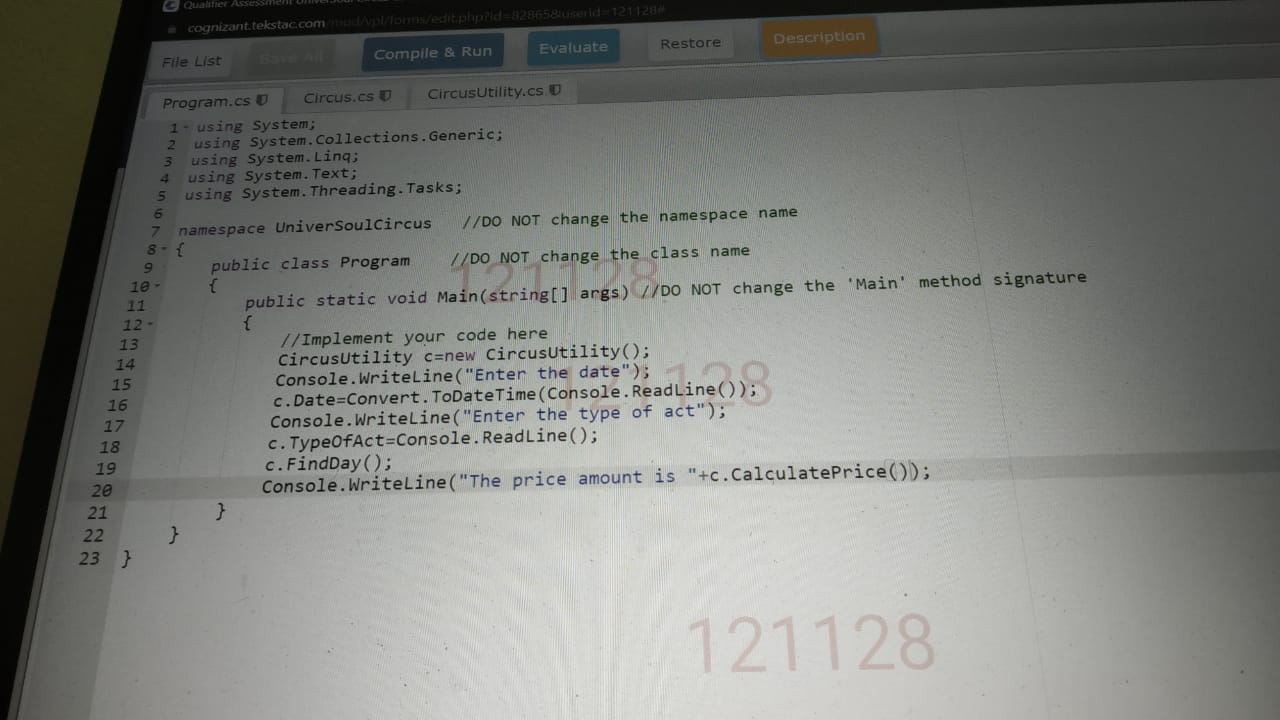 Qualifier Assessment
cognizant.tekstac.com/mod/vpl/forms/edit.php?id=82865&userid=121128#
File List Save All Compile & Run Evaluate Restore Description
Program.cs Circus.cs CircusUtility.cs
1 using System;
2 using System.Collections.Generic;
3 using System.Linq;
4 using System.Text;
5 using System.Threading.Tasks;
6
7 namespace UniverSoulCircus //DO NOT change the namespace name
8 {
9 public class Program //DO NOT change the class name
10 {
11 public static void Main(string[] args) //DO NOT change the 'Main' method signature
12 {
13 //Implement your code here
14 CircusUtility c=new CircusUtility();
15 Console.WriteLine("Enter the date");
16 c.Date=Convert.ToDateTime(Console.ReadLine());
17 Console.WriteLine("Enter the type of act");
18 c.TypeOfAct=Console.ReadLine();
19 c.FindDay();
20 Console.WriteLine("The price amount is "+c.CalculatePrice());
21 }
22 }
23 }
121128
121128
121128